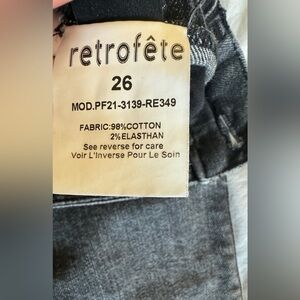 retrofête
26
MOD.PF21-3139-RE349
FABRIC:98%COTTON
2%ELASTHAN
See reverse for care
Voir L'Inverse Pour Le Soin